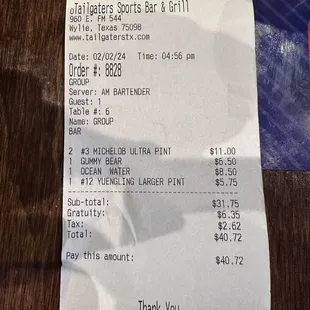 Tailgaters Sports Bar & Grill
960 E. FM 544
Wylie, Texas 75098
www.tailgaterstx.com
Date: 02/02/24 Time: 04:56 pm
Order #: 8828
GROUP
Server: AM BARTENDER
Guest: 1
Table #: 6
Name: GROUP
BAR
2 #3 MICHELOB ULTRA PINT $11.00
1 GUMMY BEAR $6.50
1 OCEAN WATER $8.50
1 #12 YUENGLING LARGER PINT $5.75
Sub-total: $31.75
Gratuity: $6.35
Tax: $2.62
Total: $40.72
Pay this amount: $40.72
Thank You